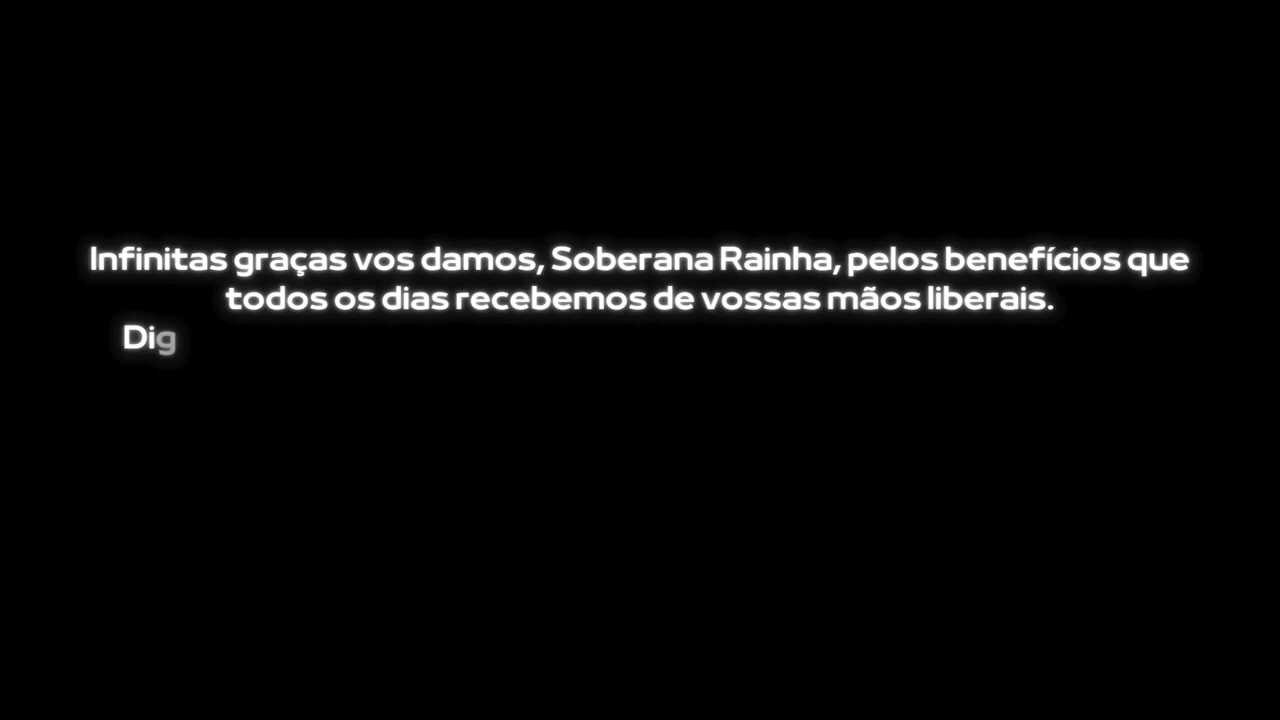 Infinitas graças vos damos, Soberana Rainha, pelos benefícios que
todos os dias recebemos de vossas mãos liberais.
Dig